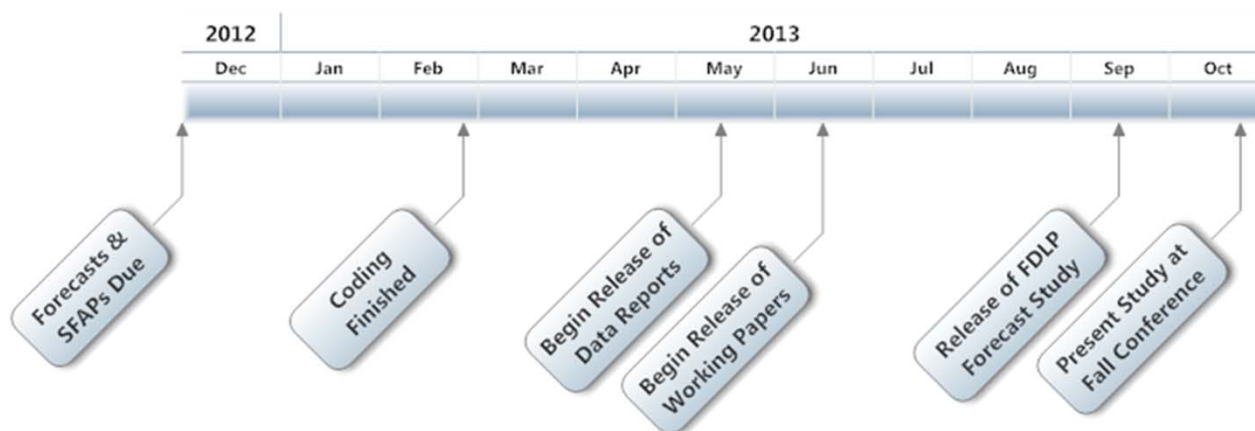 2012 2013
Dec Jan Feb Mar Apr May Jun Jul Aug Sep Oct
Forecasts &
SFAPs Due
Coding
Finished
Begin Release of
Data Reports
Begin Release of
Working Papers
Release of FDLP
Forecast Study
Present Study at
Fall Conference